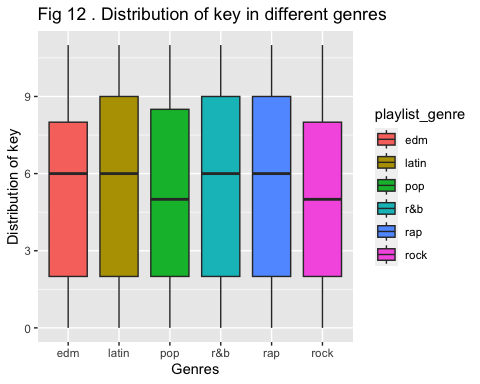 Fig 12 . Distribution of key in different genres
Distribution of key
9
6
3
0
edm
latin
pop
r&b
rap
rock
Genres
playlist_genre
edm
latin
pop
r&b
rap
rock